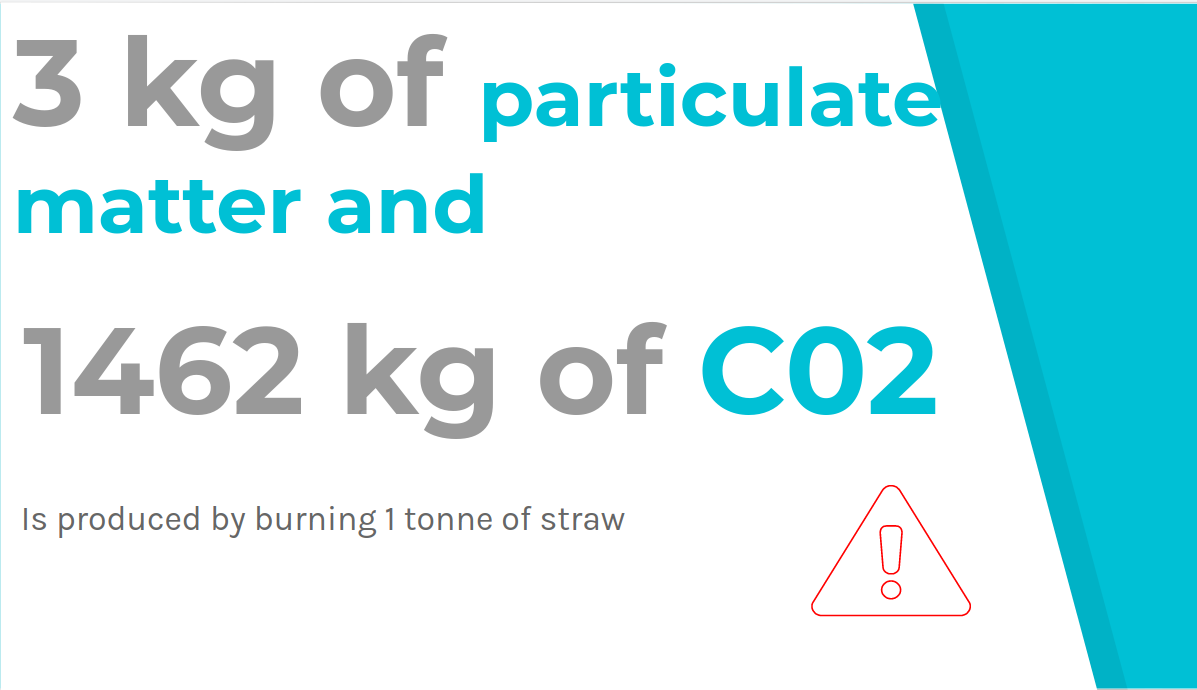 3 kg of particulate
matter and
1462 kg of C02
Is produced by burning 1 tonne of straw